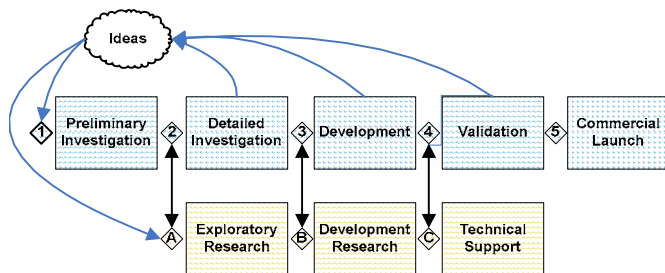 Ideas
1
Preliminary
Investigation
2
Detailed
Investigation
3
Development
4
Validation
5
Commercial
Launch
A
Exploratory
Research
B
Development
Research
C
Technical
Support